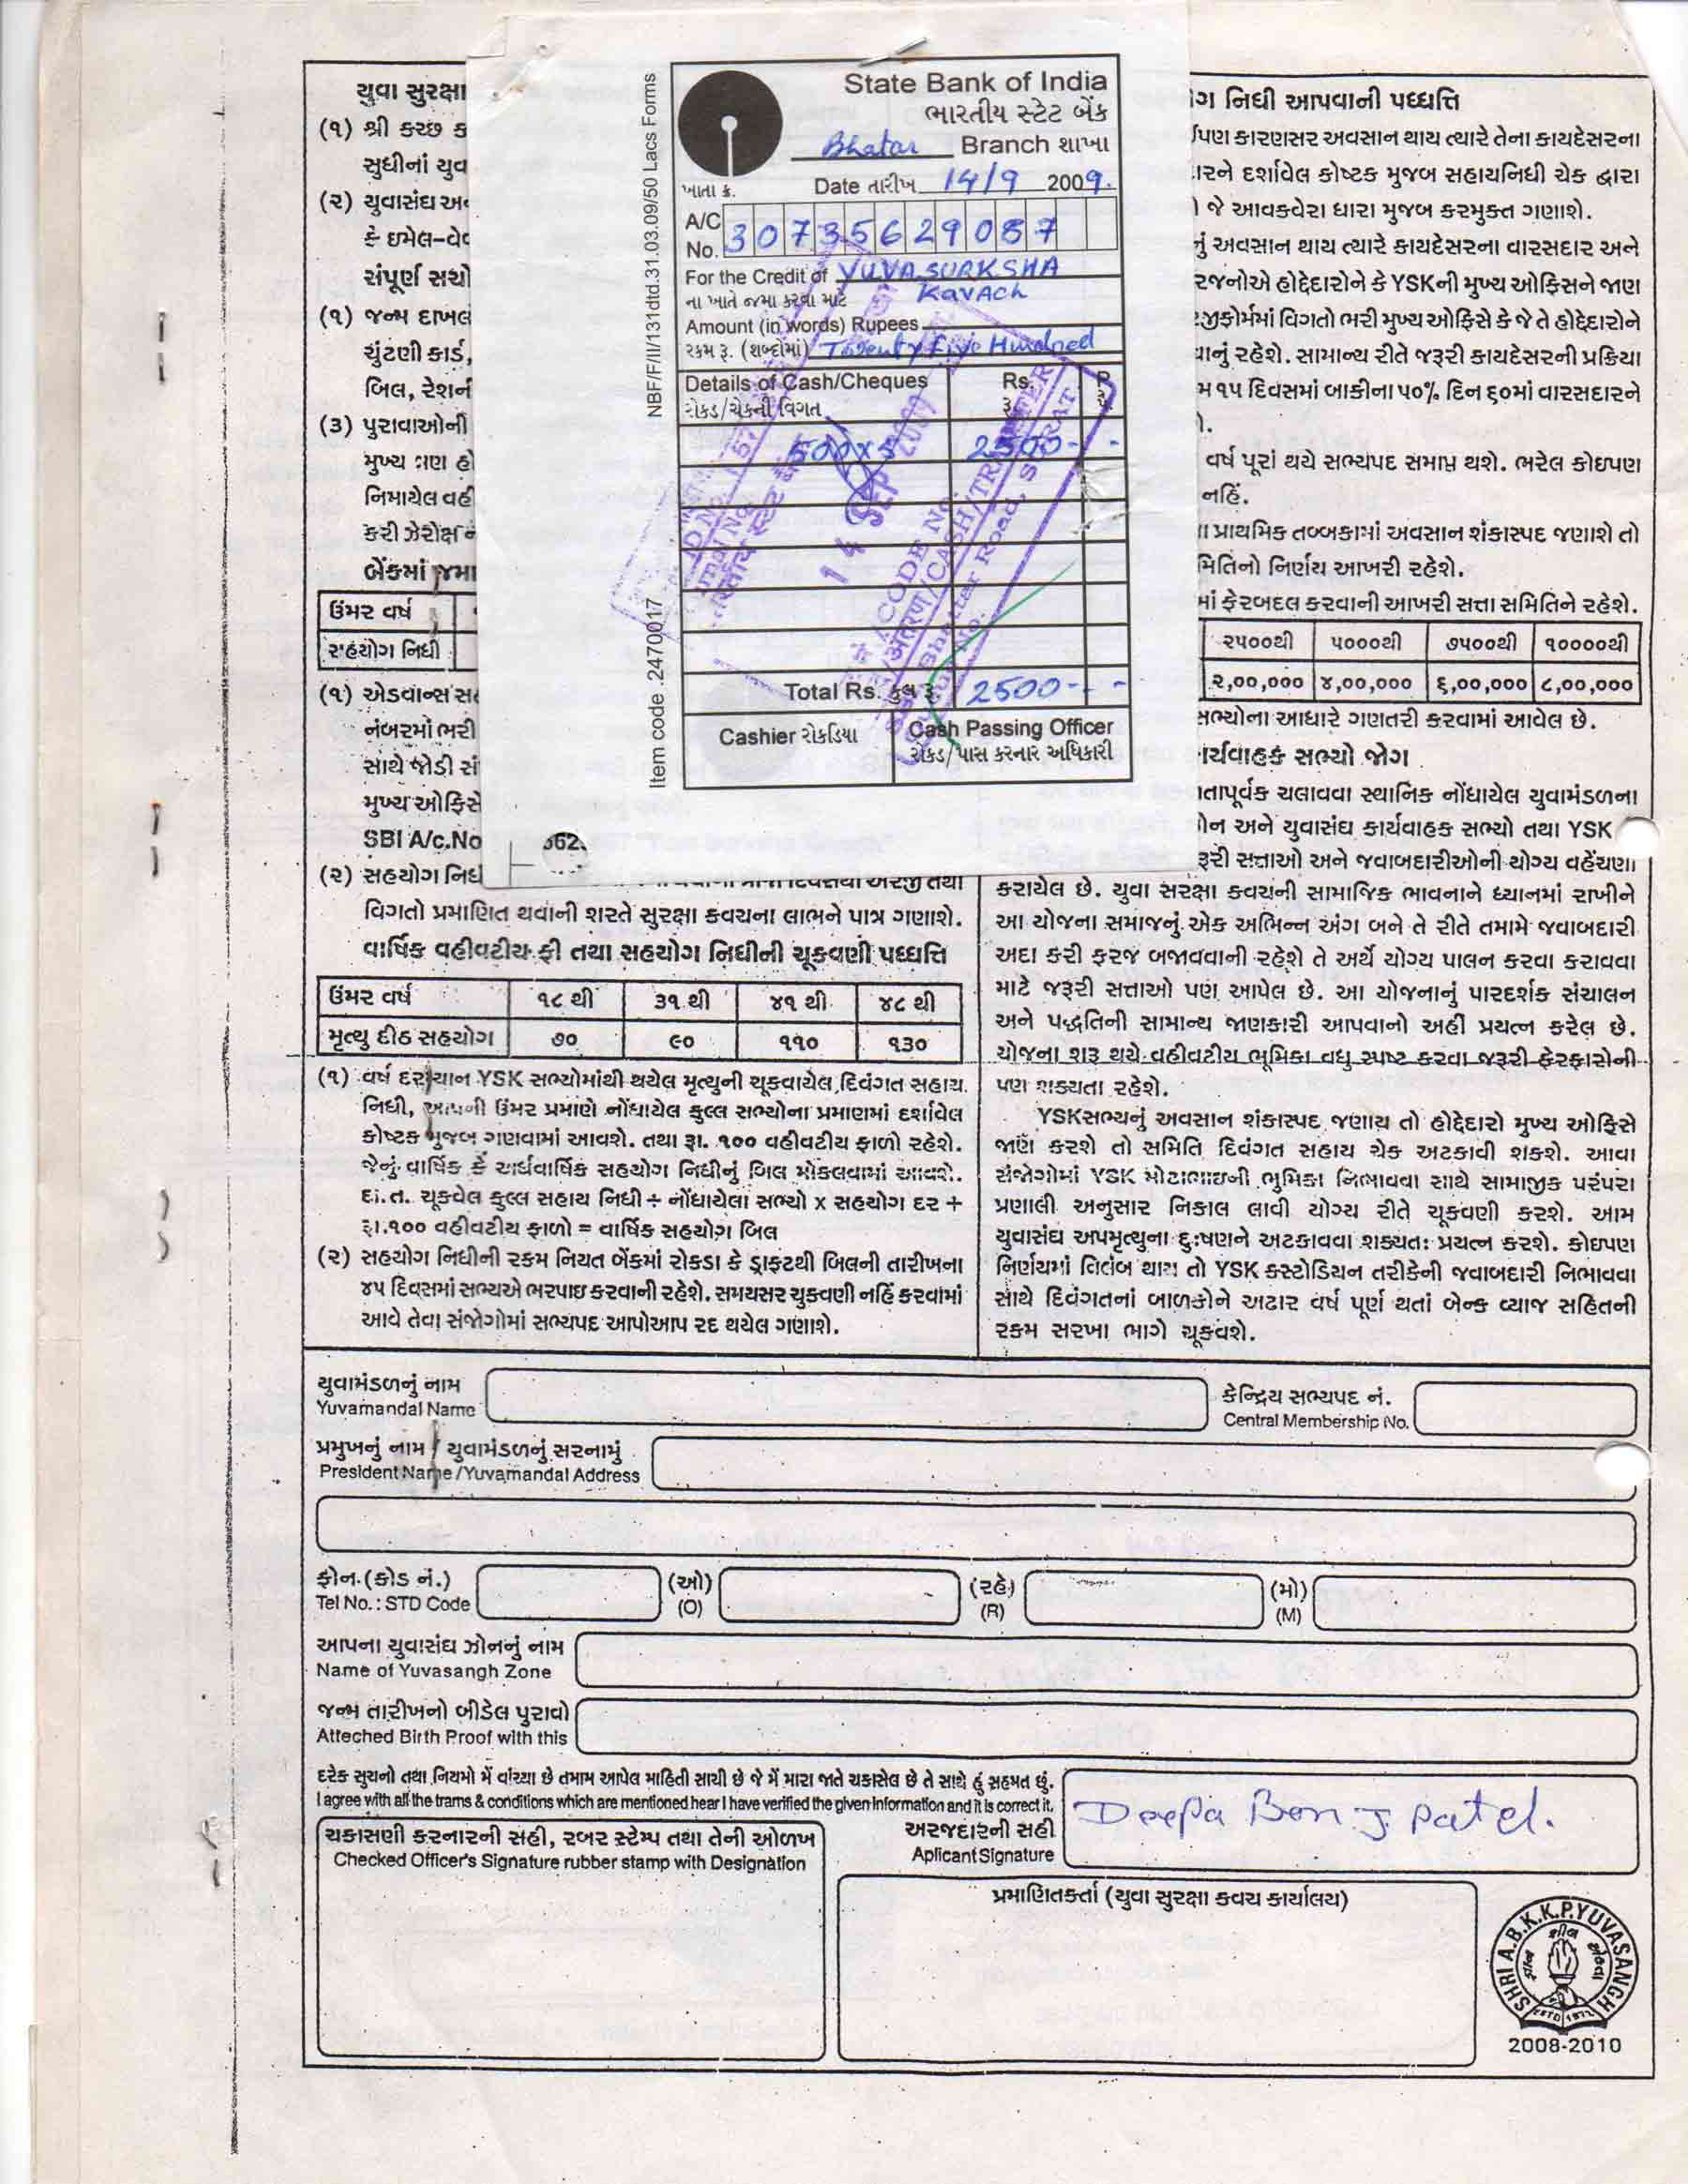 State Bank of India
ભારતીય સ્ટેટ બેંક
Bhatar Branch શાખા
ખાતા ક્ર. Date તારીખ 14/9 2009.
A/C No. 30735629087
For the Credit of YUVA SURKSHA
ના ખાતે જમા કરવા માટે Kavach
Amount (in words) Rupees
રકમ રૂ. (શબ્દોમાં) Twenty Five Hundred
Details of Cash/Cheques Rs. P.
રોકડ/ચેકની વિગત રૂ પૈ
500x5 2500--
Total Rs. કુલ રૂ 2500--
Cashier રોકડિયા Cash Passing Officer
રોકડ/પાસ કરનાર અધિકારી
NBF/F/II/131dtd.31.03.09/50 Lacs Forms
Item code :2470017
14 SEP 2009
યુવા સુરક્ષા
(૧) શ્રી કચ્છ ક
સુધીનાં યુવ
(૨) યુવાસંઘ અ
કે ઇમેલ-વે
સંપૂર્ણ સચો
(૧) જન્મ દાખલ
ચુંટણી કાર્ડ,
બિલ, રેશન
(૩) પુરાવાઓની
મુખ્ય ત્રણ હો
નિમાયેલ વહી
કરી ઝેરોક્ષ ન
બેંકમાં જમા
ઉંમર વર્ષ
સહયોગ નિધી
(૧) એડવાન્સ સ
નંબરમાં ભરી
સાથે જોડી સં
મુખ્ય ઓફિસે
SBI A/c.No
(૨) સહયોગ નિધ
અરજી તથા
વિગતો પ્રમાણિત થવાની શરતે સુરક્ષા કવચના લાભને પાત્ર ગણાશે.
વાર્ષિક વહીવટીય ફી તથા સહયોગ નિધીની ચૂકવણી પધ્ધતિ
ઉંમર વર્ષ ૧૮ થી ૩૧ થી ૪૧ થી ૪૮ થી
મૃત્યુ દીઠ સહયોગ ૭૦ ૯૦ ૧૧૦ ૧૩૦
(૧) વર્ષ દરમ્યાન YSK સભ્યોમાંથી થયેલ મૃત્યુની ચૂકવાયેલ દિવંગત સહાય
નિધી, આપની ઉંમર પ્રમાણે નોંધાયેલ કુલ્લ સભ્યોના પ્રમાણમાં દર્શાવેલ
કોષ્ટક મુજબ ગણવામાં આવશે. તથા રૂા. ૧૦૦ વહીવટીય ફાળો રહેશે.
જેનું વાર્ષિક કે અર્ધવાર્ષિક સહયોગ નિધીનું બિલ મોકલવામાં આવશે.
દા.ત. ચૂકવેલ કુલ્લ સહાય નિધી ÷ નોંધાયેલા સભ્યો x સહયોગ દર +
રૂા.૧૦૦ વહીવટીય ફાળો = વાર્ષિક સહયોગ બિલ
(૨) સહયોગ નિધીની રકમ નિયત બેંકમાં રોકડા કે ડ્રાફટથી બિલની તારીખના
૪૫ દિવસમાં સભ્યએ ભરપાઇ કરવાની રહેશે. સમયસર ચુકવણી નહિં કરવામાં
આવે તેવા સંજોગોમાં સભ્યપદ આપોઆપ રદ થયેલ ગણાશે.
ગ નિધી આપવાની પધ્ધતિ
પણ કારણસર અવસાન થાય ત્યારે તેના કાયદેસરના
ારને દર્શાવેલ કોષ્ટક મુજબ સહાયનિધી ચેક દ્વારા
જે આવકવેરા ધારા મુજબ કરમુક્ત ગણાશે.
નું અવસાન થાય ત્યારે કાયદેસરના વારસદાર અને
રજનોએ હોદ્દેદારોને કે YSKની મુખ્ય ઓફિસને જાણ
જીફોર્મમાં વિગતો ભરી મુખ્ય ઓફિસે કે જે તે હોદ્દેદારોને
વાનું રહેશે. સામાન્ય રીતે જરૂરી કાયદેસરની પ્રક્રિયા
મ ૧૫ દિવસમાં બાકીના ૫૦% દિન ૬૦માં વારસદારને
વર્ષ પૂરાં થયે સભ્યપદ સમાપ્ત થશે. ભરેલ કોઇપણ
નહિં.
ા પ્રાથમિક તબ્બકામાં અવસાન શંકાસ્પદ જણાશે તો
મિતિનો નિર્ણય આખરી રહેશે.
માં ફેરબદલ કરવાની આખરી સત્તા સમિતિને રહેશે.
૨૫૦૦થી ૫૦૦૦થી ૭૫૦૦થી ૧૦૦૦૦થી
૨,૦૦,૦૦૦ ૪,૦૦,૦૦૦ ૬,૦૦,૦૦૦ ૮,૦૦,૦૦૦
સભ્યોના આધારે ગણતરી કરવામાં આવેલ છે.
ાર્યવાહક સભ્યો જોગ
તાપૂર્વક ચલાવવા સ્થાનિક નોંધાયેલ યુવામંડળના
ોન અને યુવાસંઘ કાર્યવાહક સભ્યો તથા YSK
રૂરી સત્તાઓ અને જવાબદારીઓની યોગ્ય વહેંચણી
કરાયેલ છે. યુવા સરક્ષા કવચની સામાજિક ભાવનાને ધ્યાનમાં રાખીને
આ યોજના સમાજનું એક અભિન્ન અંગ બને તે રીતે તમામે જવાબદારી
અદા કરી ફરજ બજાવવાની રહેશે તે અર્થે યોગ્ય પાલન કરવા કરાવવા
માટે જરૂરી સત્તાઓ પણ આપેલ છે. આ યોજનાનું પારદર્શક સંચાલન
અને પદ્ધતિની સામાન્ય જાણકારી આપવાનો અહીં પ્રયત્ન કરેલ છે.
યોજના શરૂ થયે વહીવટીય ભૂમિકા વધુ સ્પષ્ટ કરવા જરૂરી ફેરફારોની
પણ શક્યતા રહેશે.
YSKસભ્યનું અવસાન શંકાસ્પદ જણાય તો હોદ્દેદારો મુખ્ય ઓફિસે
જાણ કરશે તો સમિતિ દિવંગત સહાય ચેક અટકાવી શકશે. આવા
સંજોગોમાં YSK મોટાભાઇની ભુમિકા નિભાવવા સાથે સામાજીક પરંપરા
પ્રણાલી અનુસાર નિકાલ લાવી યોગ્ય રીતે ચૂકવણી કરશે. આમ
યુવાસંઘ અપમૃત્યુના દુઃષણને અટકાવવા શક્યતઃ પ્રયત્ન કરશે. કોઇપણ
નિર્ણયમાં વિલંબ થાય તો YSK કસ્ટોડિયન તરીકેની જવાબદારી નિભાવવા
સાથે દિવંગતનાં બાળકોને અઢાર વર્ષ પૂર્ણ થતાં બેન્ક વ્યાજ સહિતની
રકમ સરખા ભાગે ચૂકવશે.
યુવામંડળનું નામ કેન્દ્રિય સભ્યપદ નં.
Yuvamandal Name Central Membership No.
પ્રમુખનું નામ / યુવામંડળનું સરનામું
President Name /Yuvamandal Address
ફોન.(કોડ નં.) (ઓ) (રહે) (મો)
Tel No.: STD Code (O) (R) (M)
આપના યુવાસંઘ ઝોનનું નામ
Name of Yuvasangh Zone
જન્મ તારીખનો બીડેલ પુરાવો
Atteched Birth Proof with this
દરેક સુચનો તથા નિયમો મેં વાંચ્યા છે તમામ આપેલ માહિતી સાચી છે જે મેં મારા જાતે ચકાસેલ છે તે સાથે હું સહમત છું.
I agree with all the trams & conditions which are mentioned hear I have verified the given information and it is correct it.
Deepa Ben J. Patel.
ચકાસણી કરનારની સહી, રબર સ્ટેમ્પ તથા તેની ઓળખ અરજદારની સહી
Checked Officer's Signature rubber stamp with Designation Aplicant Signature
પ્રમાણિતકર્તા (યુવા સુરક્ષા કવચ કાર્યાલય)
SHRI A.B.K.K.P. YUVASANGH
2008-2010